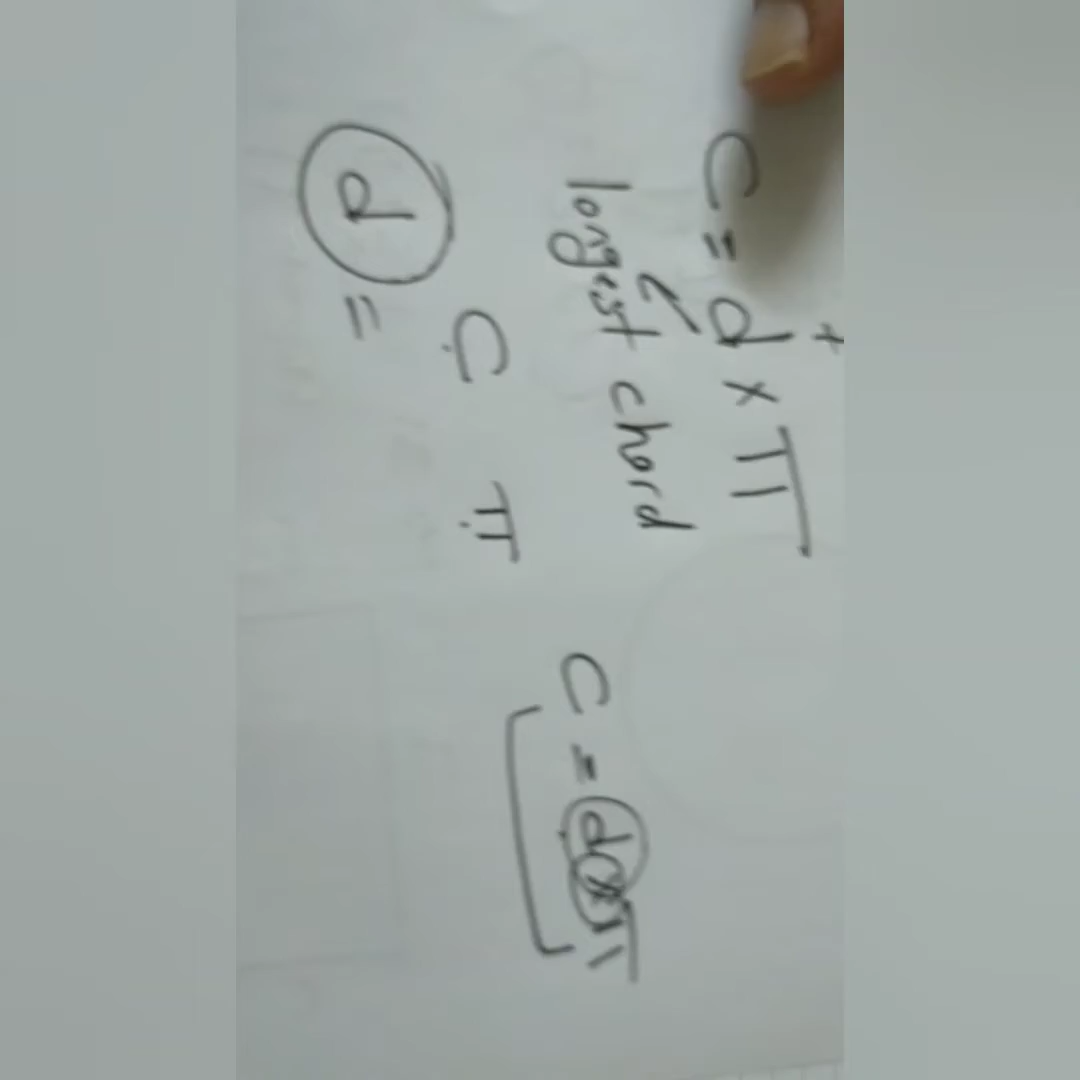 C = d × π
longest chord
C = d × π
C π
d =